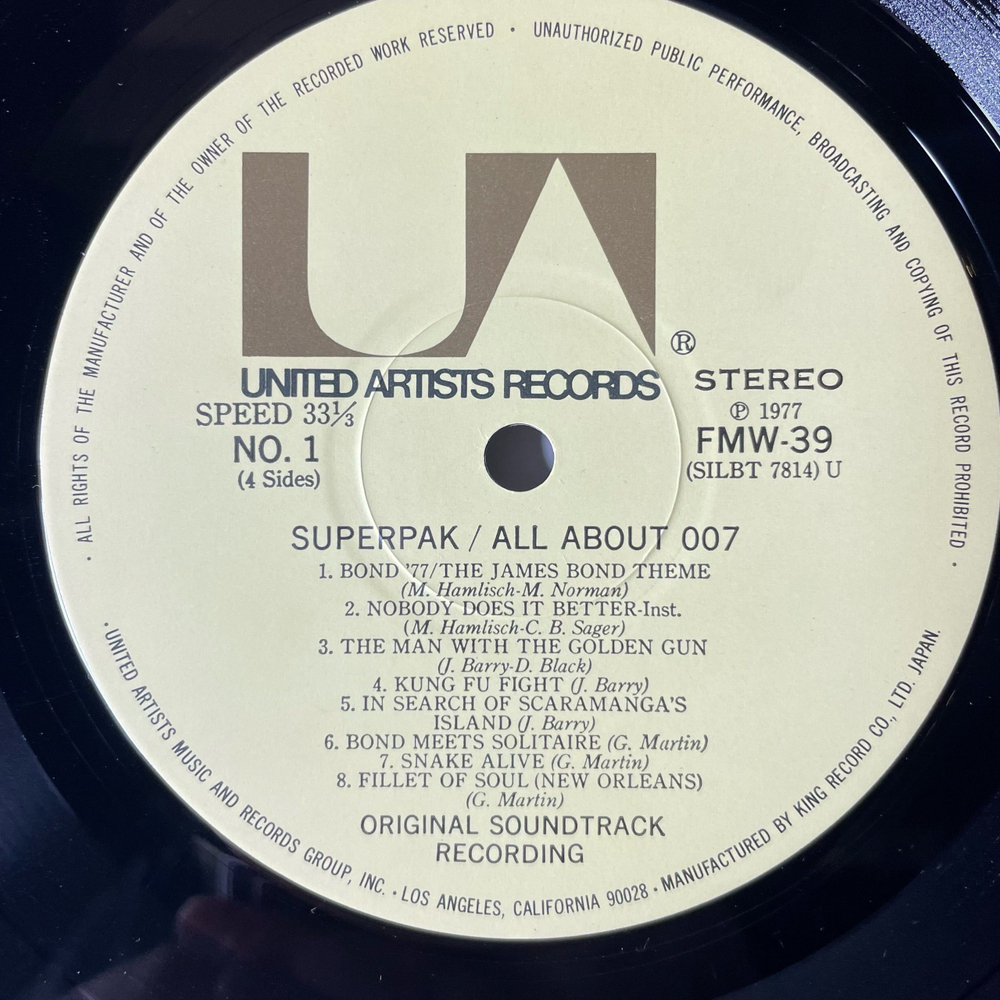 · ALL RIGHTS OF THE MANUFACTURER AND OF THE OWNER OF THE RECORDED WORK RESERVED · UNAUTHORIZED PUBLIC PERFORMANCE, BROADCASTING AND COPYING OF THIS RECORD PROHIBITED ·
UA
®
UNITED ARTISTS RECORDS
STEREO
SPEED 33⅓
℗ 1977
NO. 1
FMW-39
(4 Sides)
(SILBT 7814) U
SUPERPAK / ALL ABOUT 007
1. BOND '77/THE JAMES BOND THEME
(M. Hamlisch-M. Norman)
2. NOBODY DOES IT BETTER-Inst.
(M. Hamlisch-C. B. Sager)
3. THE MAN WITH THE GOLDEN GUN
(J. Barry-D. Black)
4. KUNG FU FIGHT (J. Barry)
5. IN SEARCH OF SCARAMANGA'S
ISLAND (J. Barry)
6. BOND MEETS SOLITAIRE (G. Martin)
7. SNAKE ALIVE (G. Martin)
8. FILLET OF SOUL (NEW ORLEANS)
(G. Martin)
ORIGINAL SOUNDTRACK
RECORDING
· UNITED ARTISTS MUSIC AND RECORDS GROUP, INC. · LOS ANGELES, CALIFORNIA 90028 · MANUFACTURED BY KING RECORD CO., LTD. JAPAN.